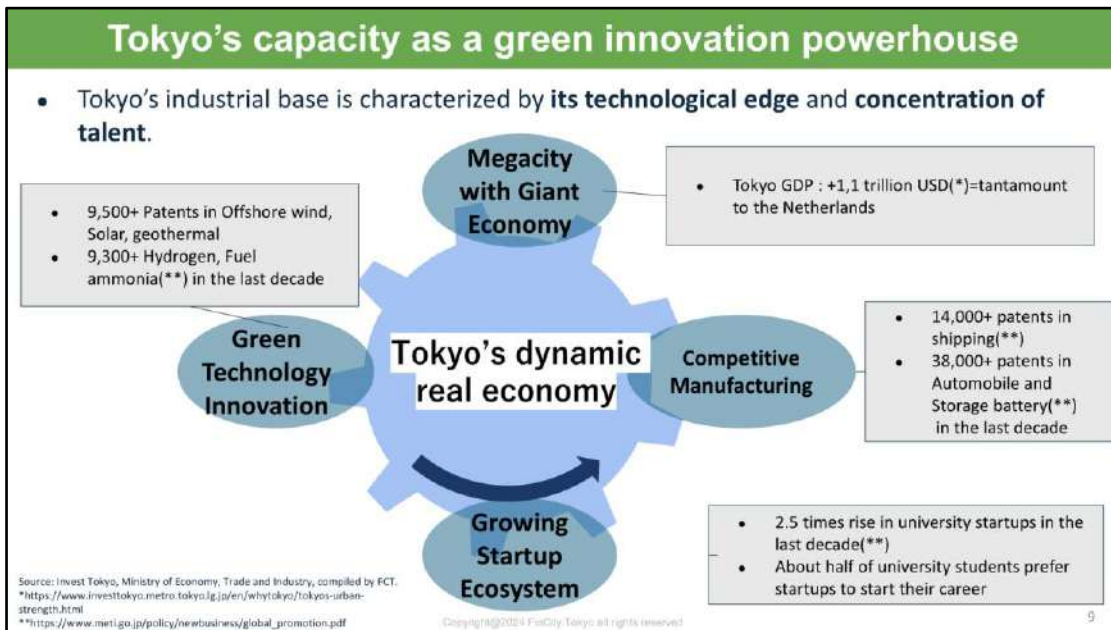 Tokyo's capacity as a green innovation powerhouse
• Tokyo's industrial base is characterized by its technological edge and concentration of
talent.
Megacity
with Giant
Economy
• Tokyo GDP : +1,1 trillion USD(*)=tantamount
to the Netherlands
• 9,500+ Patents in Offshore wind,
Solar, geothermal
• 9,300+ Hydrogen, Fuel
ammonia(**) in the last decade
Green
Technology
Innovation
Tokyo's dynamic
real economy
Competitive
Manufacturing
• 14,000+ patents in
shipping(**)
• 38,000+ patents in
Automobile and
Storage battery(**)
in the last decade
Growing
Startup
Ecosystem
• 2.5 times rise in university startups in the
last decade(**)
• About half of university students prefer
startups to start their career
Source: Invest Tokyo, Ministry of Economy, Trade and Industry, compiled by FCT.
*https://www.investtokyo.metro.tokyo.lg.jp/en/whytokyo/tokyos-urban-
strength.html
**https://www.meti.go.jp/policy/newbusiness/global_promotion.pdf
Copyright@2024 FinCity.Tokyo all rights reserved
9